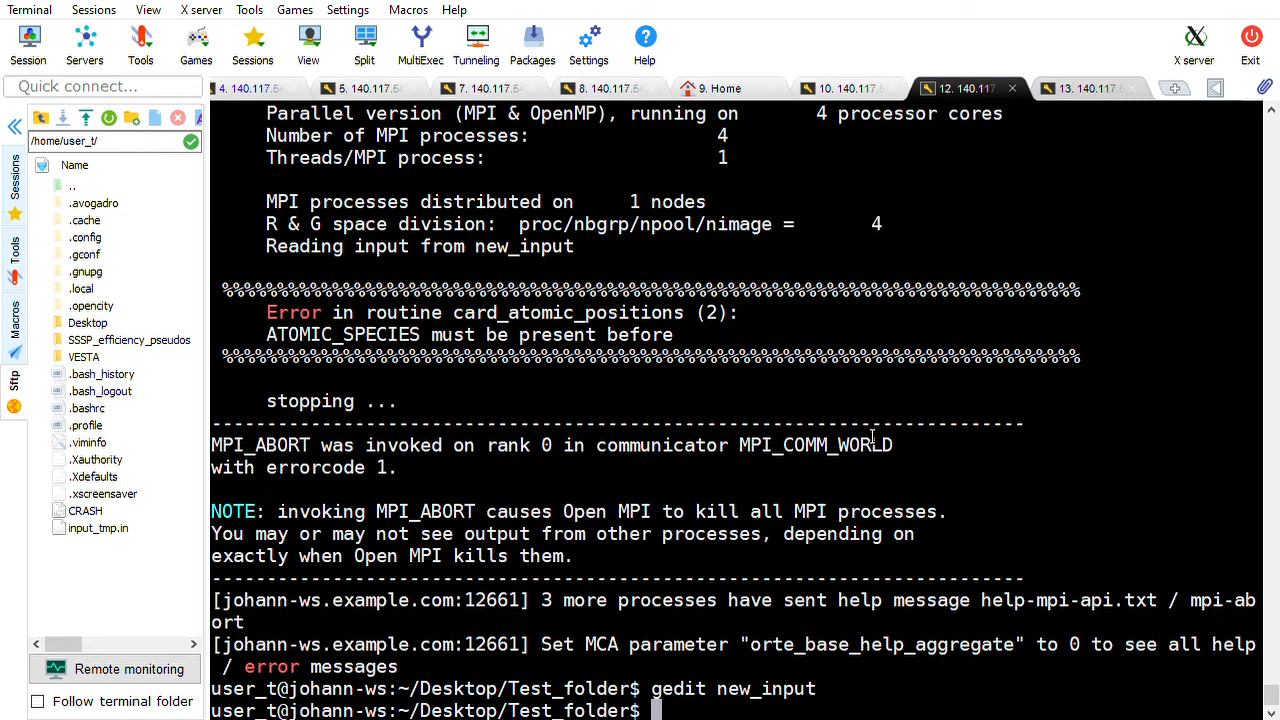 Terminal Sessions View X server Tools Games Settings Macros Help
Session Servers Tools Games Sessions View Split MultiExec Tunneling Packages Settings Help X server Exit
Quick connect...
4. 140.117.54 5. 140.117.54 7. 140.117.54 8. 140.117.54 9. Home 10. 140.117. 12. 140.117 13. 140.117.5
/home/user_t/
Name
..
.avogadro
.cache
.config
.gconf
.gnupg
.local
.opencity
Desktop
SSSP_efficiency_pseudos
VESTA
.bash_history
.bash_logout
.bashrc
.profile
.viminfo
.Xauthority
.Xdefaults
.xscreensaver
CRASH
input_tmp.in
Sessions
Tools
Macros
Sftp
Remote monitoring
Follow terminal folder
Parallel version (MPI & OpenMP), running on 4 processor cores
Number of MPI processes: 4
Threads/MPI process: 1
MPI processes distributed on 1 nodes
R & G space division: proc/nbgrp/npool/nimage = 4
Reading input from new_input
%%%%%%%%%%%%%%%%%%%%%%%%%%%%%%%%%%%%%%%%%%%%%%%%%%%%%%%%%%%%%%%%%%%%%%%%%%%%%%%%
Error in routine card_atomic_positions (2):
ATOMIC_SPECIES must be present before
%%%%%%%%%%%%%%%%%%%%%%%%%%%%%%%%%%%%%%%%%%%%%%%%%%%%%%%%%%%%%%%%%%%%%%%%%%%%%%%%
stopping ...
--------------------------------------------------------------------------
MPI_ABORT was invoked on rank 0 in communicator MPI_COMM_WORLD
with errorcode 1.
NOTE: invoking MPI_ABORT causes Open MPI to kill all MPI processes.
You may or may not see output from other processes, depending on
exactly when Open MPI kills them.
--------------------------------------------------------------------------
[johann-ws.example.com:12661] 3 more processes have sent help message help-mpi-api.txt / mpi-ab
ort
[johann-ws.example.com:12661] Set MCA parameter "orte_base_help_aggregate" to 0 to see all help
/ error messages
user_t@johann-ws:~/Desktop/Test_folder$ gedit new_input
user_t@johann-ws:~/Desktop/Test_folder$